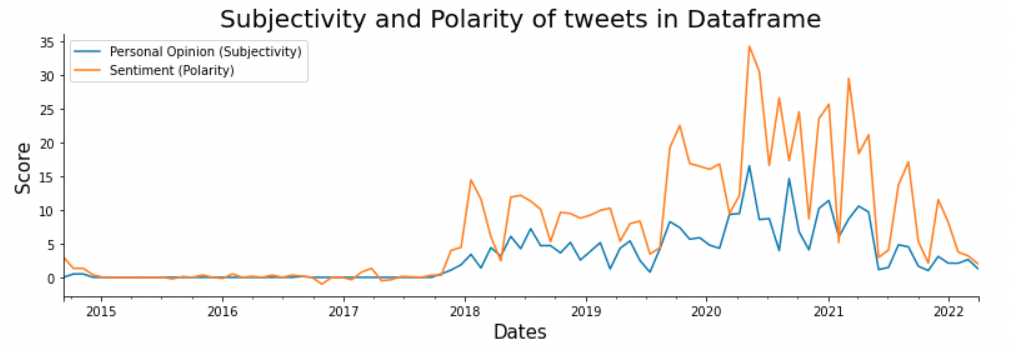 Subjectivity and Polarity of tweets in Dataframe
35
30
25
20
15
10
5
0
Score
Personal Opinion (Subjectivity)
Sentiment (Polarity)
2015 2016 2017 2018 2019 2020 2021 2022
Dates